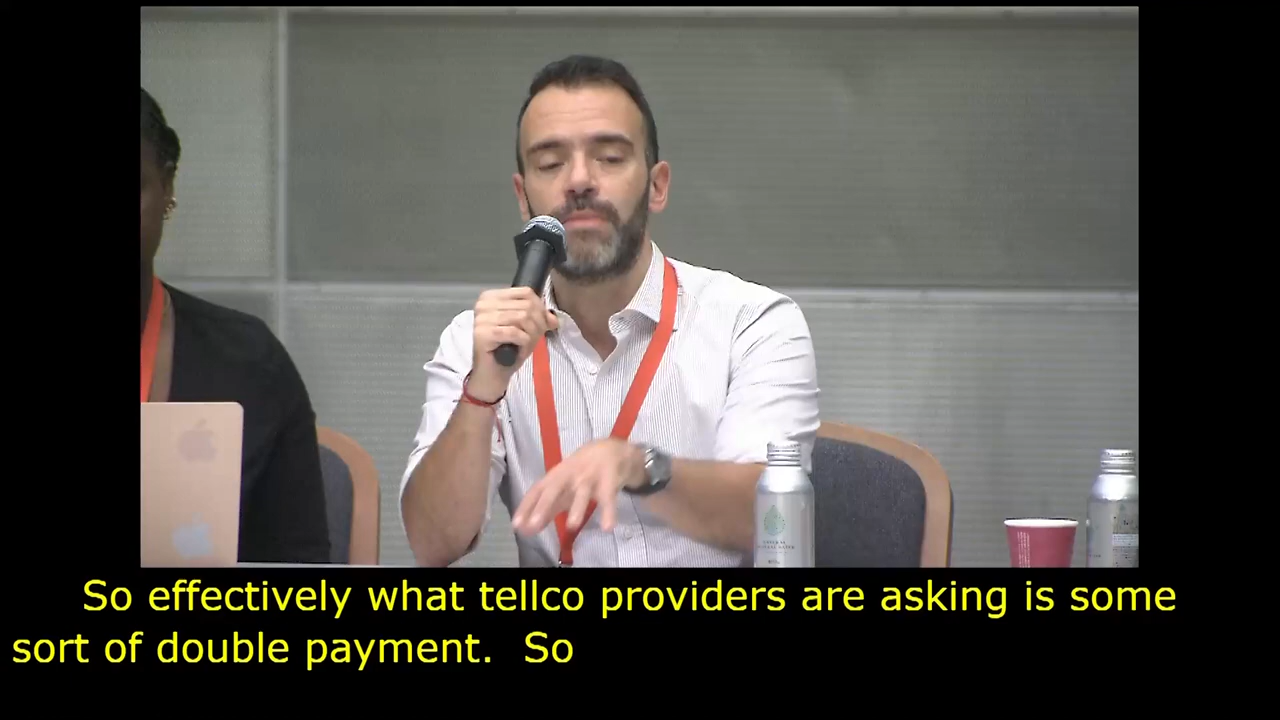 So effectively what tellco providers are asking is some
sort of double payment.  So